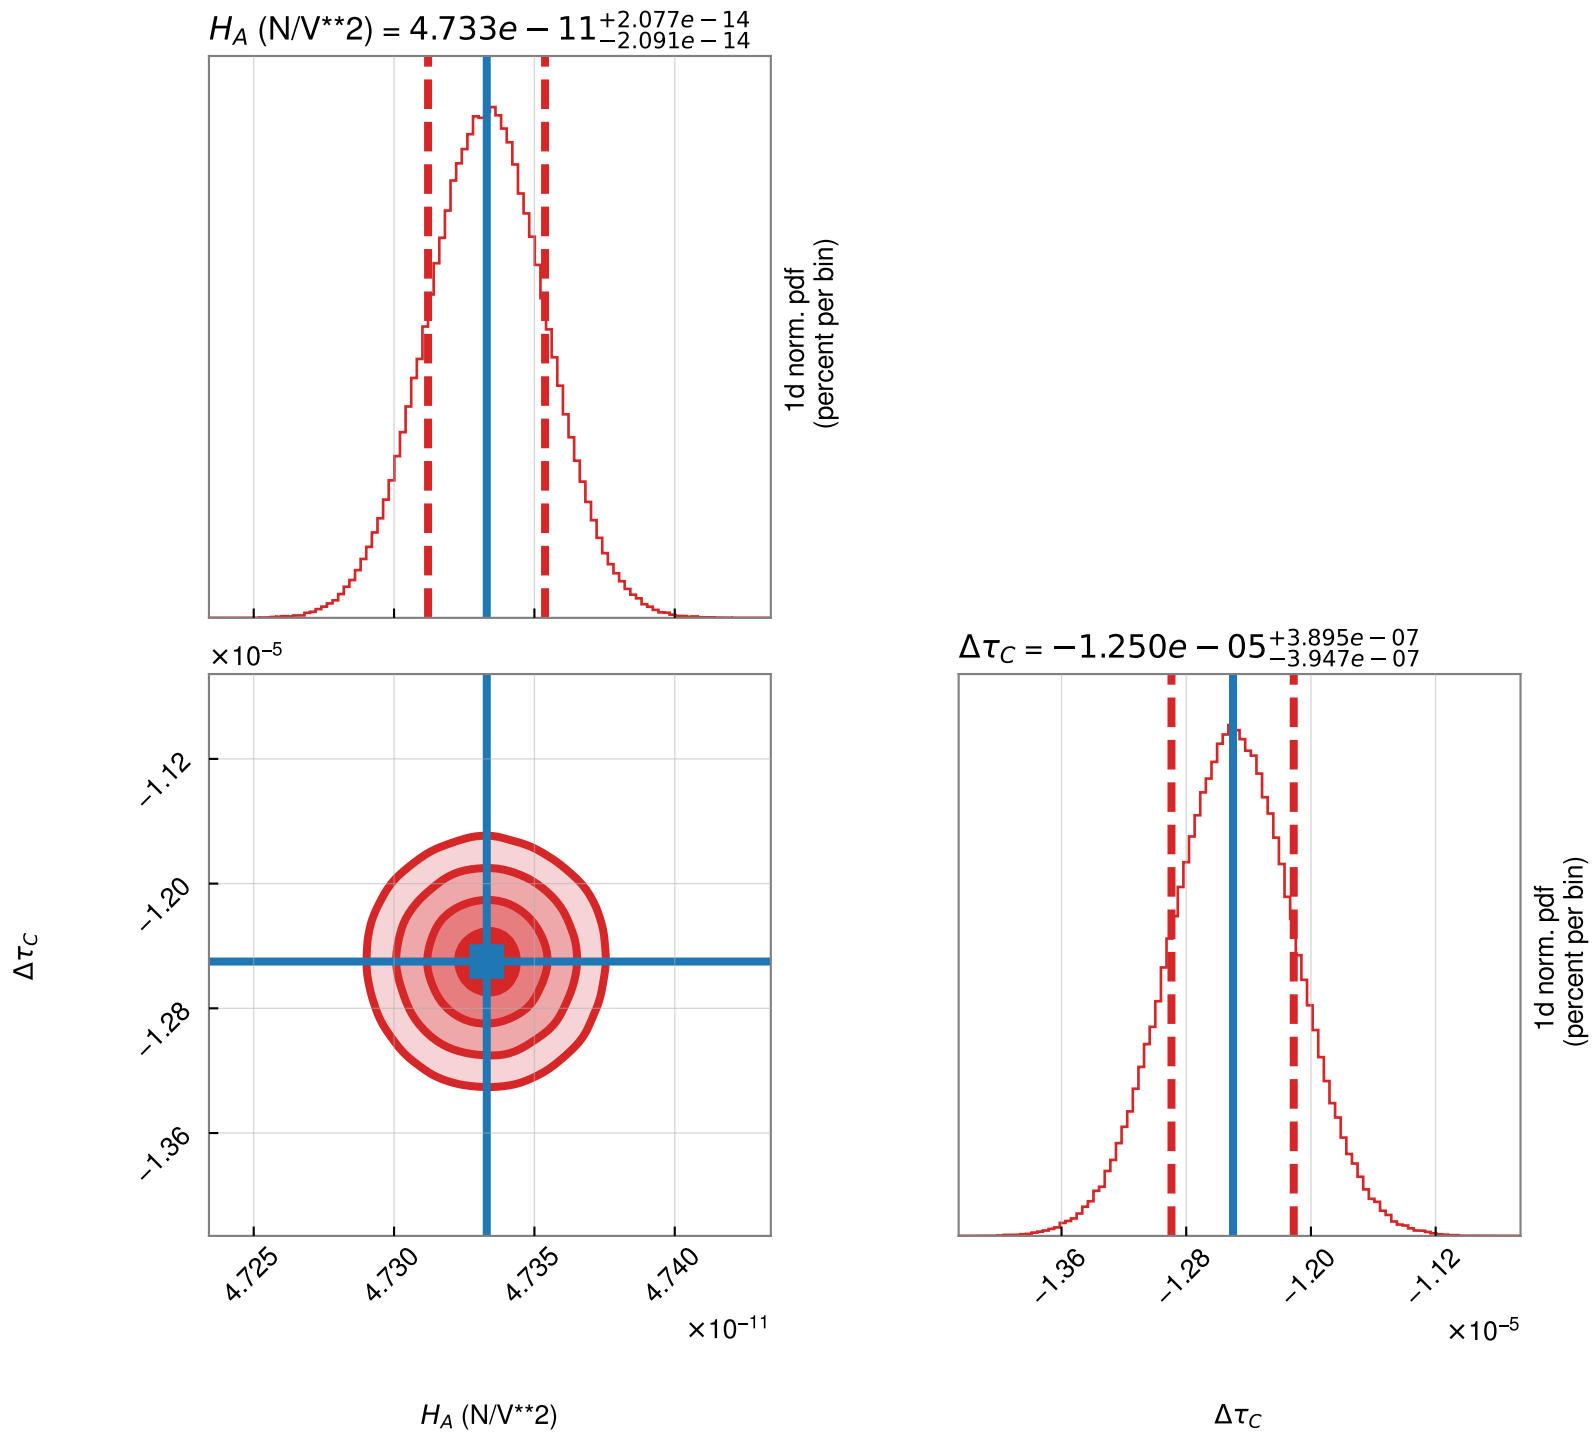 H_A (N/V**2) = 4.733e − 11 +2.077e − 14 −2.091e − 14
1d norm. pdf
(percent per bin)
×10⁻⁵
Δτ_C = −1.250e − 05 +3.895e − 07 −3.947e − 07
−1.12
−1.20
−1.28
−1.36
Δτ_C
4.725
4.730
4.735
4.740
×10⁻¹¹
H_A (N/V**2)
1d norm. pdf
(percent per bin)
−1.36
−1.28
−1.20
−1.12
×10⁻⁵
Δτ_C